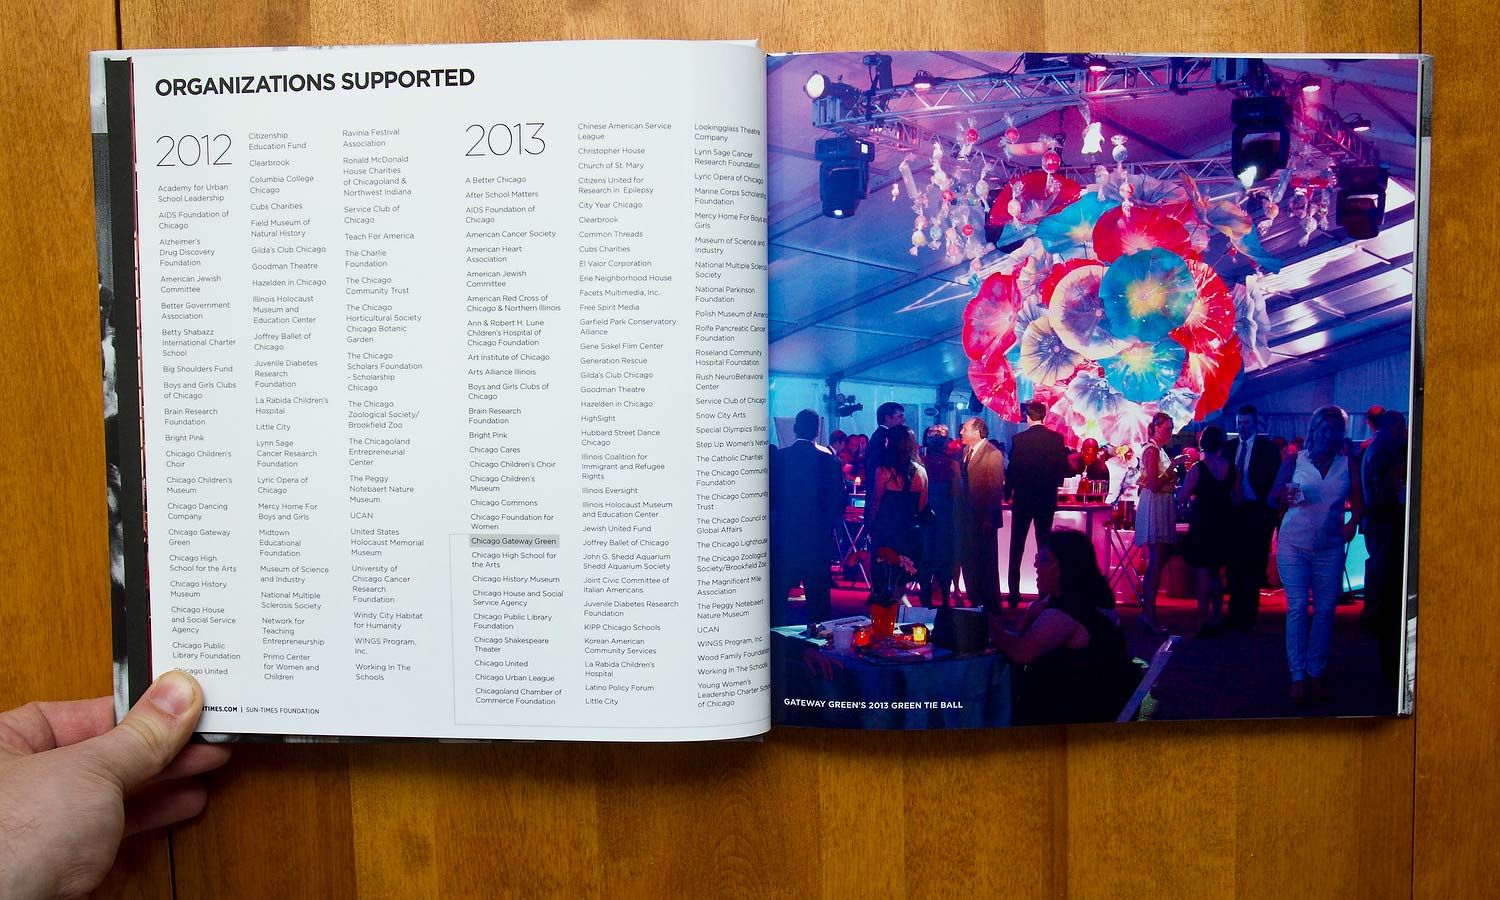 ORGANIZATIONS SUPPORTED
2012
Academy for Urban
School Leadership
AIDS Foundation of
Chicago
Alzheimer's
Drug Discovery
Foundation
American Jewish
Committee
Better Government
Association
Betty Shabazz
International Charter
School
Big Shoulders Fund
Boys and Girls Clubs
of Chicago
Brain Research
Foundation
Bright Pink
Chicago Children's
Choir
Chicago Children's
Museum
Chicago Dancing
Company
Chicago Gateway
Green
Chicago High
School for the Arts
Chicago History
Museum
Chicago House
and Social Service
Agency
Chicago Public
Library Foundation
Chicago United
Citizenship
Education Fund
Clearbrook
Columbia College
Chicago
Cubs Charities
Field Museum of
Natural History
Gilda's Club Chicago
Goodman Theatre
Hazelden in Chicago
Illinois Holocaust
Museum and
Education Center
Joffrey Ballet of
Chicago
Juvenile Diabetes
Research
Foundation
La Rabida Children's
Hospital
Little City
Lynn Sage
Cancer Research
Foundation
Lyric Opera of
Chicago
Mercy Home For
Boys and Girls
Midtown
Educational
Foundation
Museum of Science
and Industry
National Multiple
Sclerosis Society
Network for
Teaching
Entrepreneurship
Primo Center
for Women and
Children
Ravinia Festival
Association
Ronald McDonald
House Charities
of Chicagoland &
Northwest Indiana
Service Club of
Chicago
Teach For America
The Charlie
Foundation
The Chicago
Community Trust
The Chicago
Horticultural Society
Chicago Botanic
Garden
The Chicago
Scholars Foundation
- Scholarship
Chicago
The Chicago
Zoological Society/
Brookfield Zoo
The Chicagoland
Entrepreneurial
Center
The Peggy
Notebaert Nature
Museum
UCAN
United States
Holocaust Memorial
Museum
University of
Chicago Cancer
Research
Foundation
Windy City Habitat
for Humanity
WINGS Program,
Inc.
Working In The
Schools
2013
A Better Chicago
After School Matters
AIDS Foundation of
Chicago
American Cancer Society
American Heart
Association
American Jewish
Committee
American Red Cross of
Chicago & Northern Illinois
Ann & Robert H. Lurie
Children's Hospital of
Chicago Foundation
Art Institute of Chicago
Arts Alliance Illinois
Boys and Girls Clubs of
Chicago
Brain Research
Foundation
Bright Pink
Chicago Cares
Chicago Children's Choir
Chicago Children's
Museum
Chicago Commons
Chicago Foundation for
Women
Chicago Gateway Green
Chicago High School for
the Arts
Chicago History Museum
Chicago House and Social
Service Agency
Chicago Public Library
Foundation
Chicago Shakespeare
Theater
Chicago United
Chicago Urban League
Chicagoland Chamber of
Commerce Foundation
Chinese American Service
League
Christopher House
Church of St. Mary
Citizens United for
Research in Epilepsy
City Year Chicago
Clearbrook
Common Threads
Cubs Charities
El Valor Corporation
Erie Neighborhood House
Facets Multimedia, Inc.
Free Spirit Media
Garfield Park Conservatory
Alliance
Gene Siskel Film Center
Generation Rescue
Gilda's Club Chicago
Goodman Theatre
Hazelden in Chicago
HighSight
Hubbard Street Dance
Chicago
Illinois Coalition for
Immigrant and Refugee
Rights
Illinois Eversight
Illinois Holocaust Museum
and Education Center
Jewish United Fund
Joffrey Ballet of Chicago
John G. Shedd Aquarium
Shedd Aquarium Society
Joint Civic Committee of
Italian Americans
Juvenile Diabetes Research
Foundation
KIPP Chicago Schools
Korean American
Community Services
La Rabida Children's
Hospital
Latino Policy Forum
Little City
Lookingglass Theatre
Company
Lynn Sage Cancer
Research Foundation
Lyric Opera of Chicago
Marine Corps Scholarship
Foundation
Mercy Home For Boys and
Girls
Museum of Science and
Industry
National Multiple Sclerosis
Society
National Parkinson
Foundation
Polish Museum of America
Rolfe Pancreatic Cancer
Foundation
Roseland Community
Hospital Foundation
Rush NeuroBehavioral
Center
Service Club of Chicago
Snow City Arts
Special Olympics Illinois
Step Up Women's Network
The Catholic Charities
The Chicago Community
Foundation
The Chicago Community
Trust
The Chicago Council on
Global Affairs
The Chicago Lighthouse
The Chicago Zoological
Society/Brookfield Zoo
The Magnificent Mile
Association
The Peggy Notebaert
Nature Museum
UCAN
WINGS Program, Inc.
Wood Family Foundation
Working In The Schools
Young Women's
Leadership Charter School
of Chicago
TIMES.COM | SUN-TIMES FOUNDATION
GATEWAY GREEN'S 2013 GREEN TIE BALL